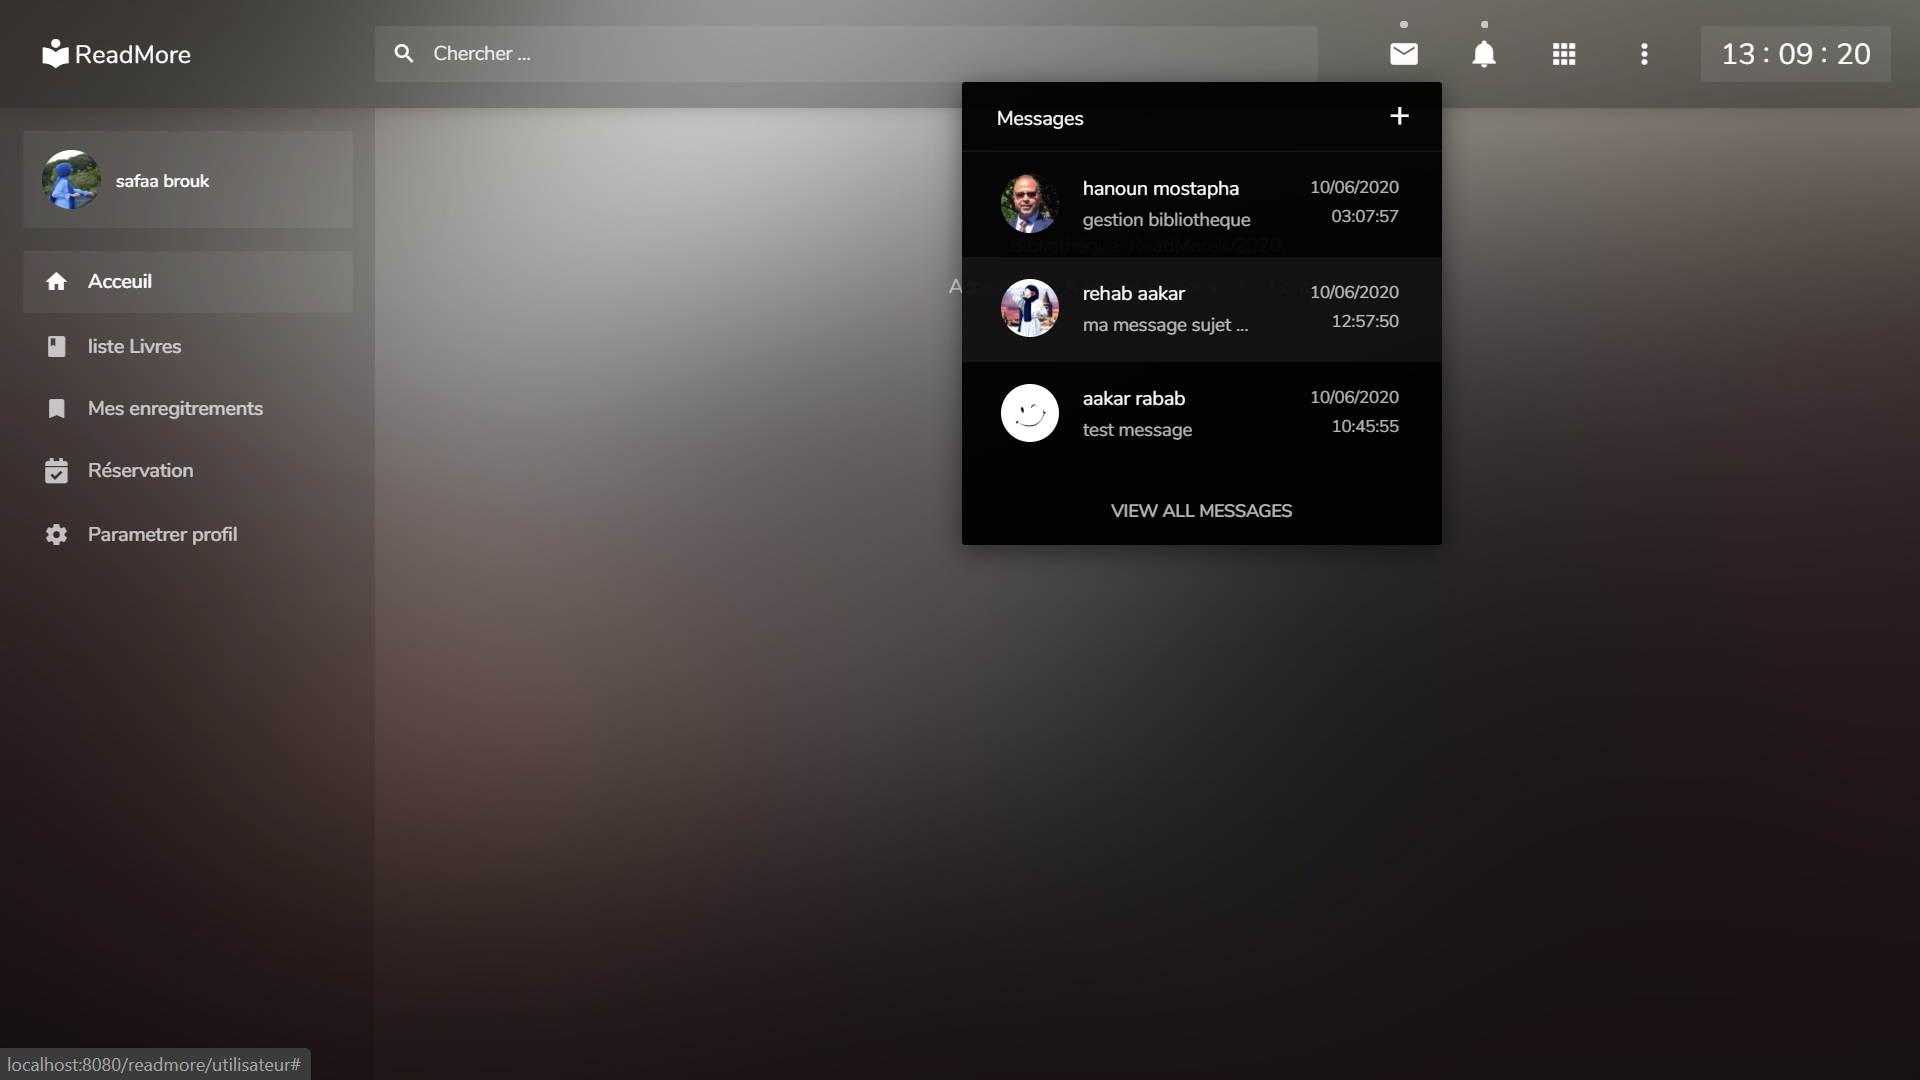 ReadMore
Chercher ...
13 : 09 : 20
safaa brouk
Acceuil
liste Livres
Mes enregitrements
Réservation
Parametrer profil
Messages
+
hanoun mostapha
10/06/2020
gestion bibliotheque
03:07:57
Bibliothèque_ReadMore©2020.
rehab aakar
10/06/2020
ma message sujet ...
12:57:50
aakar rabab
10/06/2020
test message
10:45:55
VIEW ALL MESSAGES
localhost:8080/readmore/utilisateur#